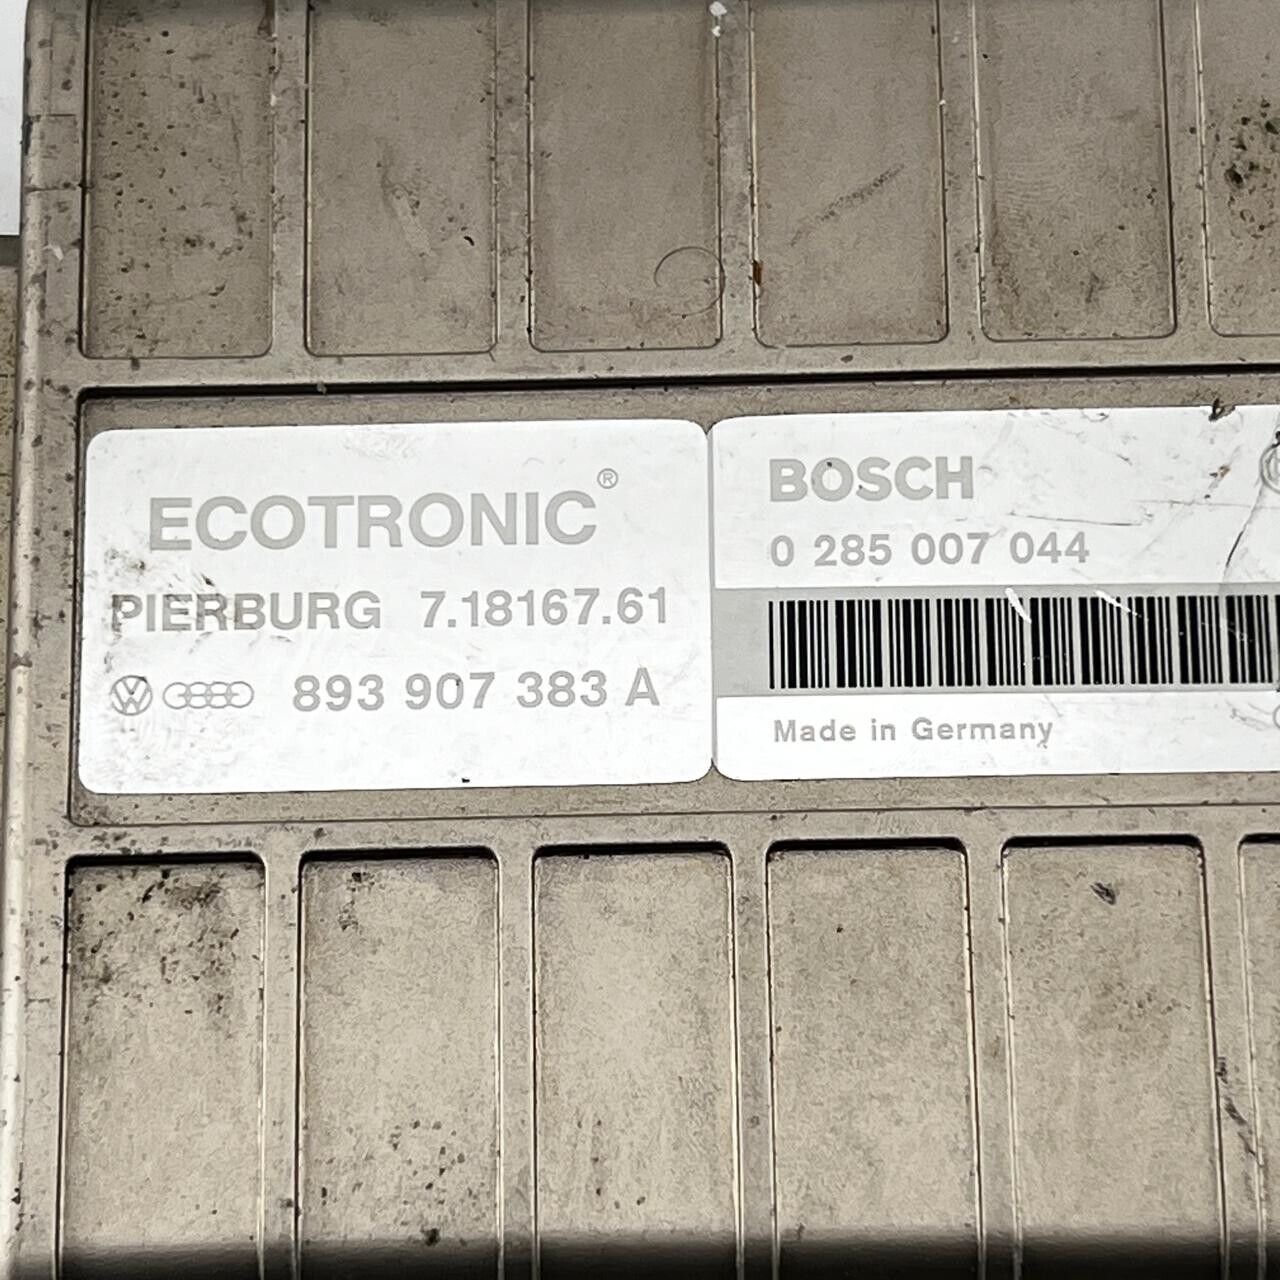 ECOTRONIC®
PIERBURG 7.18167.61
893 907 383 A
BOSCH
0 285 007 044
Made in Germany